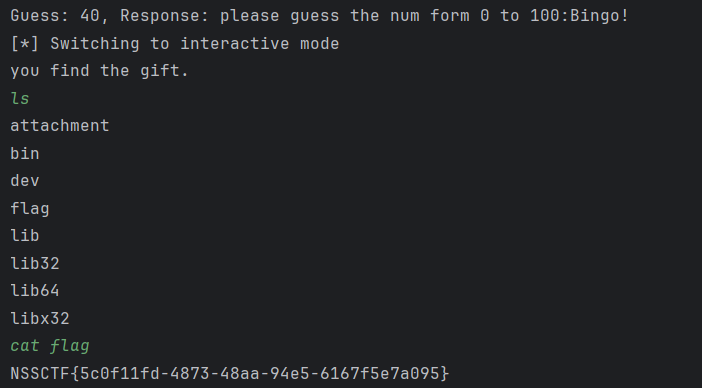 Guess: 40, Response: please guess the num form 0 to 100:Bingo!
[*] Switching to interactive mode
you find the gift.
ls
attachment
bin
dev
flag
lib
lib32
lib64
libx32
cat flag
NSSCTF{5c0f11fd-4873-48aa-94e5-6167f5e7a095}